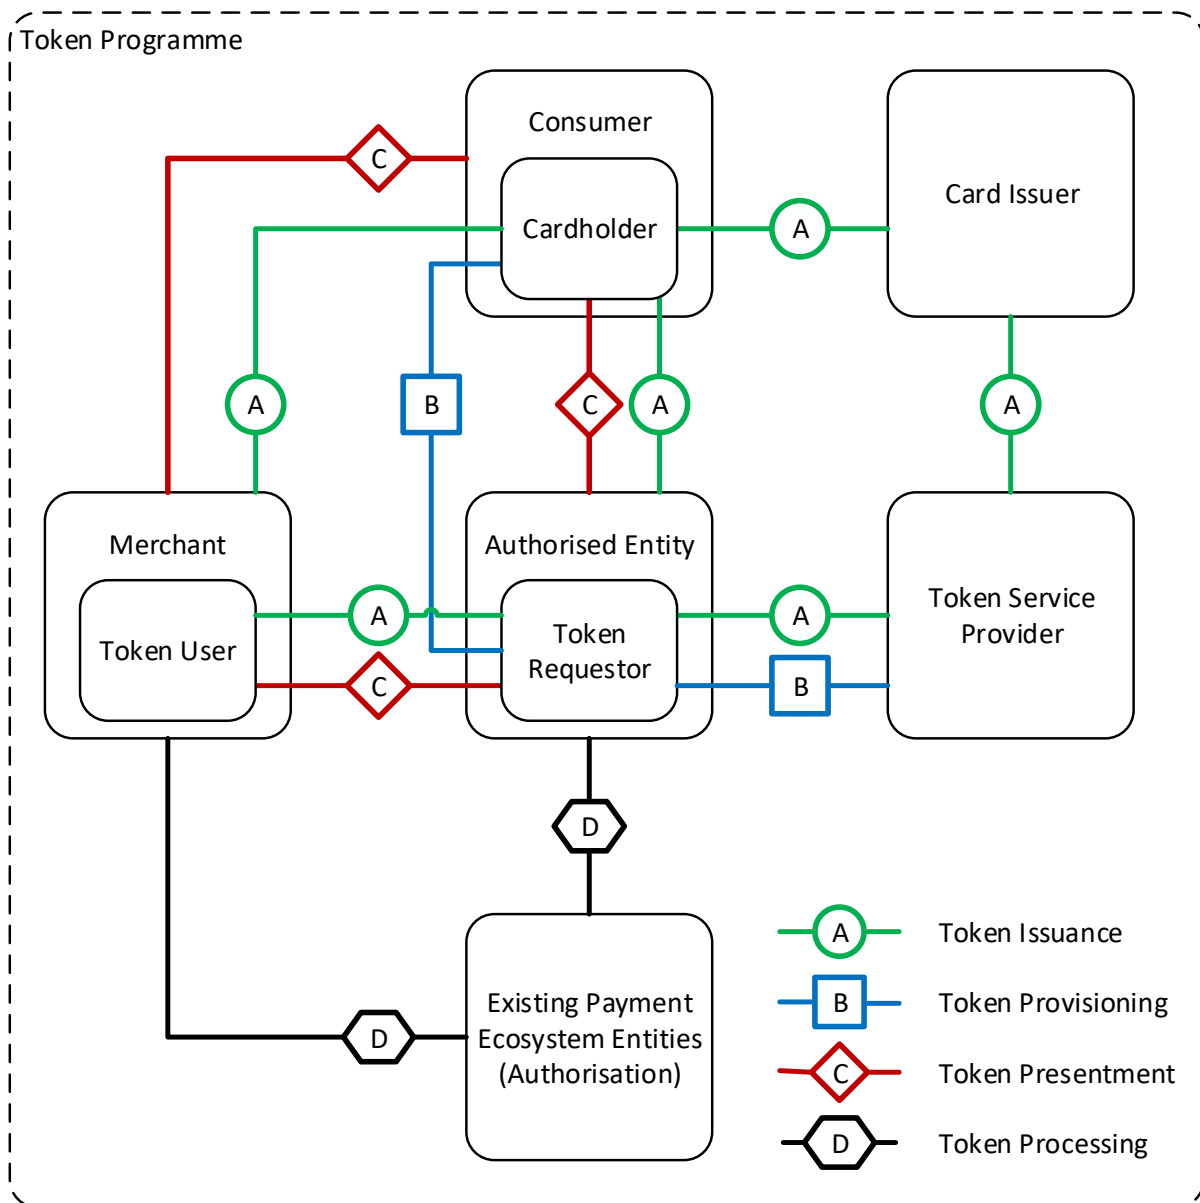 Token Programme
Consumer
C
Card Issuer
Cardholder
A
A
B
C
A
A
Merchant
Authorised Entity
Token Service
Provider
A
A
Token User
Token
Requestor
C
B
D
Existing Payment
Ecosystem Entities
(Authorisation)
D
A
Token Issuance
B
Token Provisioning
C
Token Presentment
D
Token Processing